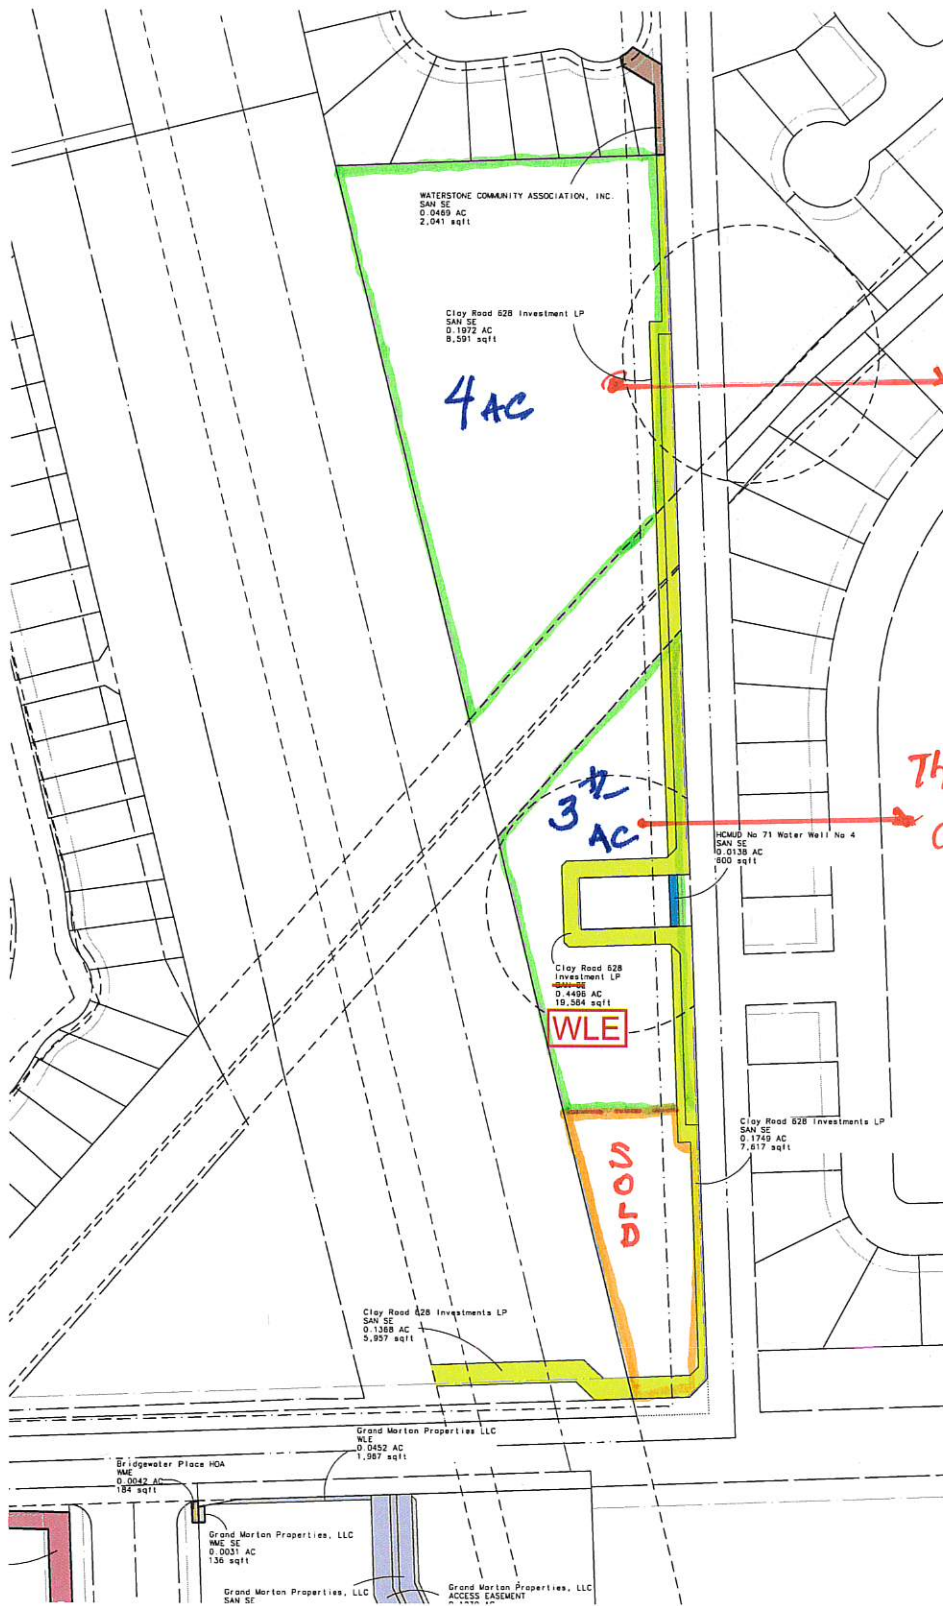 WATERSTONE COMMUNITY ASSOCIATION, INC.
SAN SE
0.0469 AC
2,041 sqft
Clay Road 628 Investment LP
SAN SE
0.1972 AC
8,591 sqft
4 AC
3 1/2
AC
Th
HCMUD No 71 Water Well No 4
SAN SE
0.0138 AC
600 sqft
Clay Road 628
Investment LP
SAN SE
0.4496 AC
19,584 sqft
WLE
Clay Road 628 Investments LP
SAN SE
0.1749 AC
7,617 sqft
SOLD
Clay Road 628 Investments LP
SAN SE
0.1368 AC
5,957 sqft
Grand Morton Properties LLC
WLE
0.0452 AC
1,967 sqft
Bridgewater Place HOA
WME
0.0042 AC
184 sqft
Grand Morton Properties, LLC
WME SE
0.0031 AC
136 sqft
Grand Morton Properties, LLC
SAN SE
Grand Morton Properties, LLC
ACCESS EASEMENT